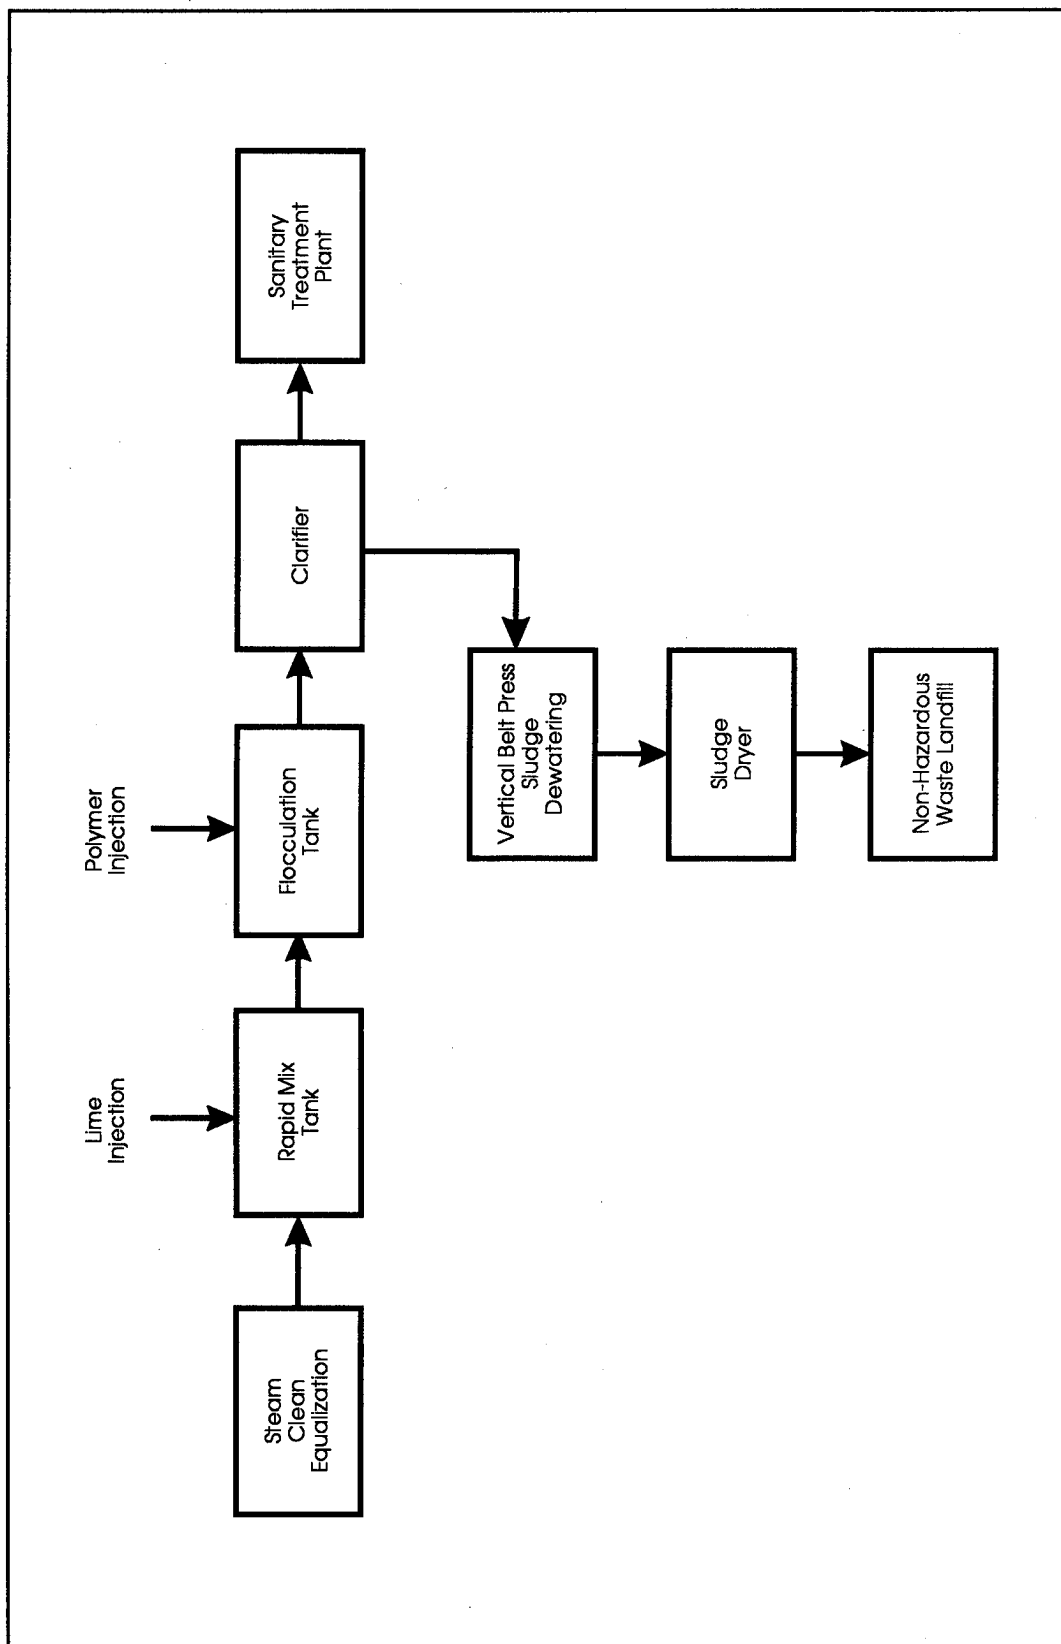 Lime
Injection
Polymer
Injection
Steam
Clean
Equalization
Rapid Mix
Tank
Flocculation
Tank
Clarifier
Sanitary
Treatment
Plant
Vertical Belt Press
Sludge
Dewatering
Sludge
Dryer
Non-Hazardous
Waste Landfill